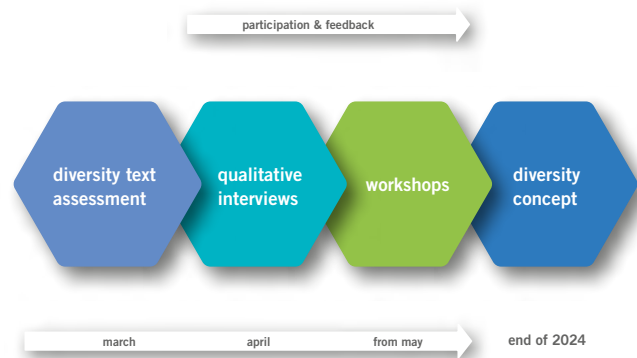 participation & feedback
diversity text
assessment
qualitative
interviews
workshops
diversity
concept
march
april
from may
end of 2024